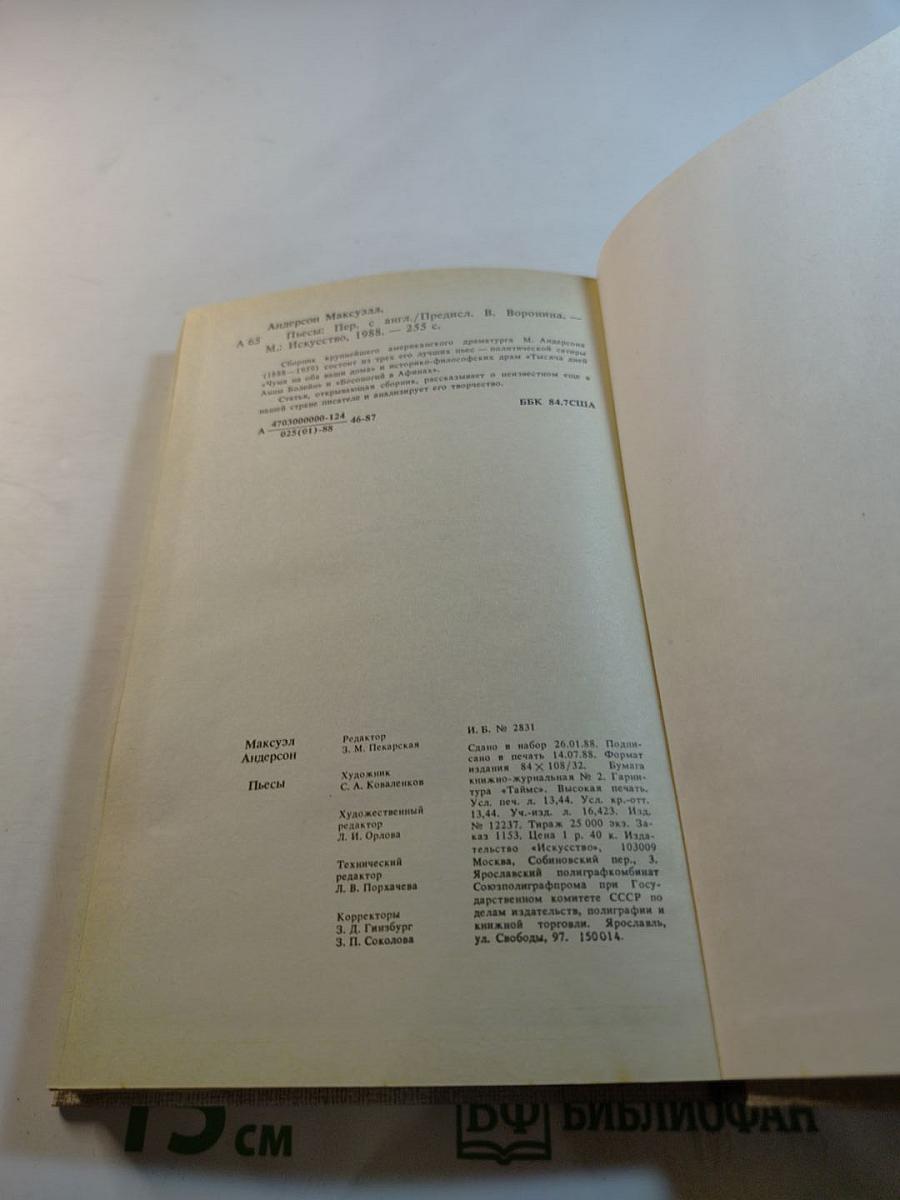 Андерсон Максуэлл.
А 65 Пьесы: Пер. с англ./Предисл. В. Воронина. —
М.: Искусство, 1988. — 255 с.
Сборник крупнейшего американского драматурга М. Андерсона
(1888—1959) состоит из трех его лучших пьес — политической сатиры
«Чума на оба ваши дома» и историко-философских драм «Тысяча дней
Анны Болейн» и «Босоногий в Афинах».
Статья, открывающая сборник, рассказывает о неизвестном еще в
нашей стране писателе и анализирует его творчество.
А 4703000000-124 46-87
025(01)-88
ББК 84.7США
Максуэл
Андерсон
Пьесы
Редактор
З. М. Пекарская
Художник
С. А. Коваленков
Художественный
редактор
Л. И. Орлова
Технический
редактор
Л. В. Порхачева
Корректоры
З. Д. Гинзбург
З. П. Соколова
И. Б. № 2831
Сдано в набор 26.01.88. Подпи-
сано в печать 14.07.88. Формат
издания 84×108/32. Бумага
книжно-журнальная № 2. Гарни-
тура «Таймс». Высокая печать.
Усл. печ. л. 13,44. Усл. кр.-отт.
13,44. Уч.-изд. л. 16,423. Изд.
№ 12237. Тираж 25 000 экз. За-
каз 1153. Цена 1 р. 40 к. Изда-
тельство «Искусство», 103009
Москва, Собиновский пер., 3.
Ярославский полиграфкомбинат
Союзполиграфпрома при Госу-
дарственном комитете СССР по
делам издательств, полиграфии и
книжной торговли. Ярославль,
ул. Свободы, 97. 150014.
15 см
БФ БИБЛИОФАН